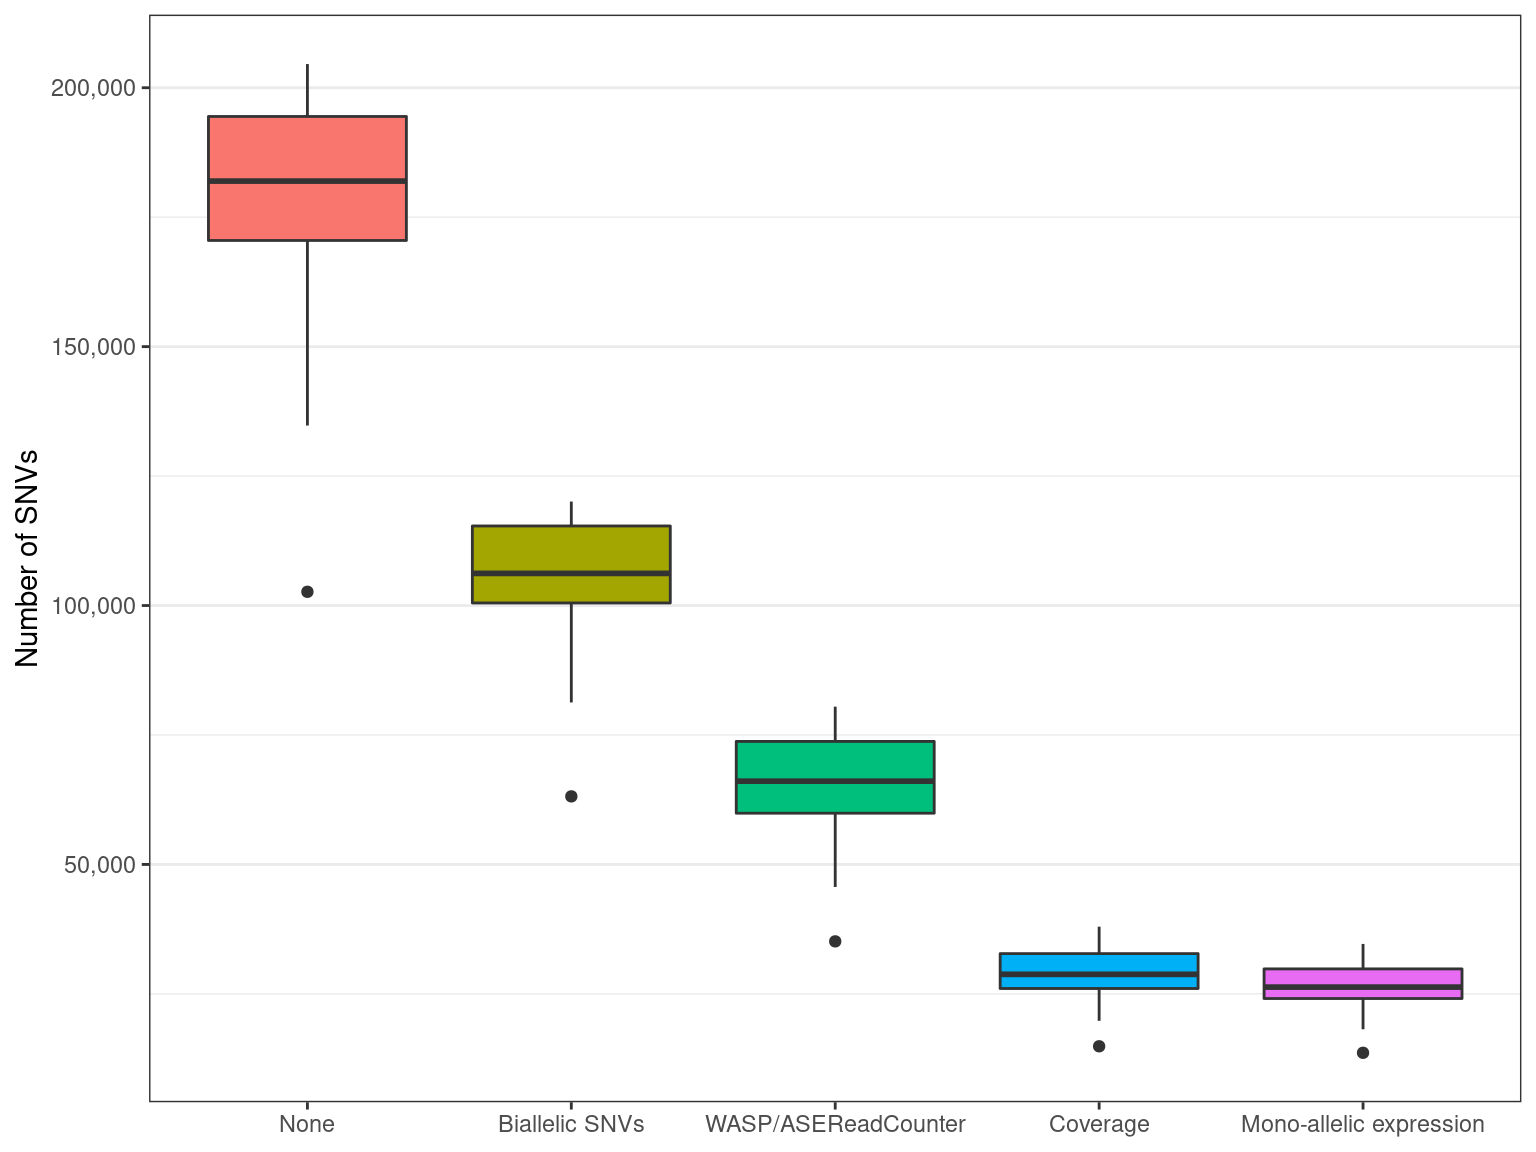 Number of SNVs
200,000
150,000
100,000
50,000
None
Biallelic SNVs
WASP/ASEReadCounter
Coverage
Mono-allelic expression